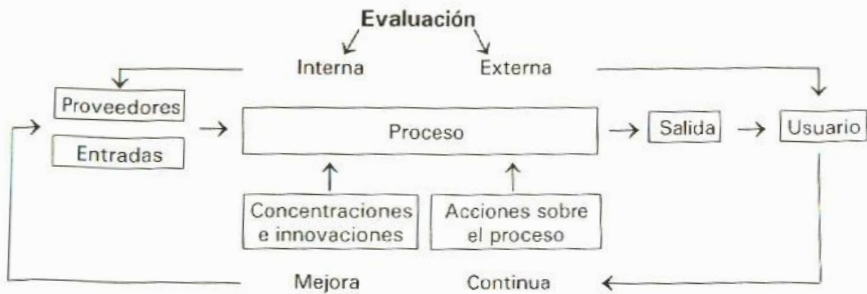 Evaluación
Interna Externa
Proveedores
Entradas
Proceso
Salida
Usuario
Concentraciones
e innovaciones
Acciones sobre
el proceso
Mejora Continua